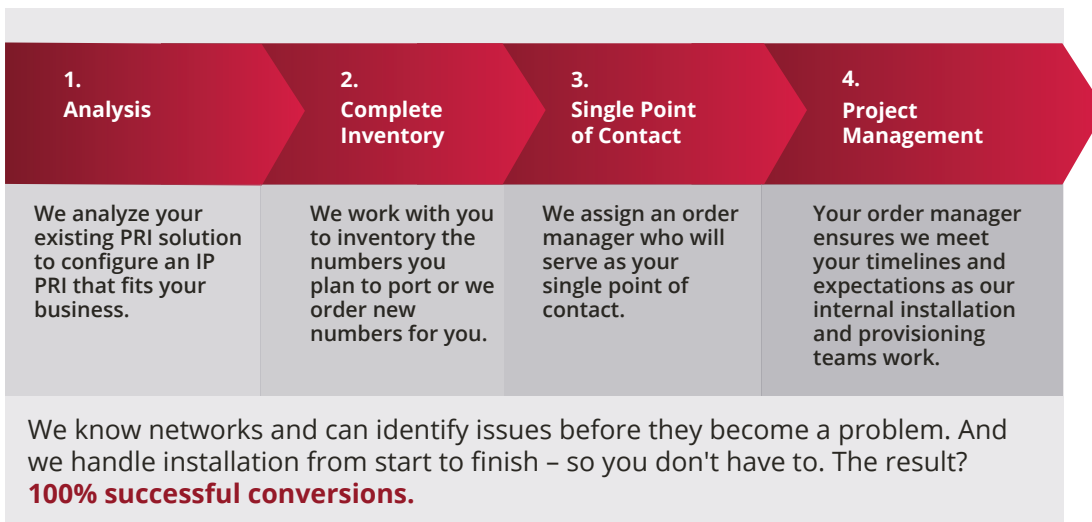 1.
Analysis
2.
Complete
Inventory
3.
Single Point
of Contact
4.
Project
Management
We analyze your
existing PRI solution
to configure an IP
PRI that fits your
business.
We work with you
to inventory the
numbers you
plan to port or we
order new
numbers for you.
We assign an order
manager who will
serve as your
single point of
contact.
Your order manager
ensures we meet
your timelines and
expectations as our
internal installation
and provisioning
teams work.
We know networks and can identify issues before they become a problem. And
we handle installation from start to finish – so you don't have to. The result?
100% successful conversions.